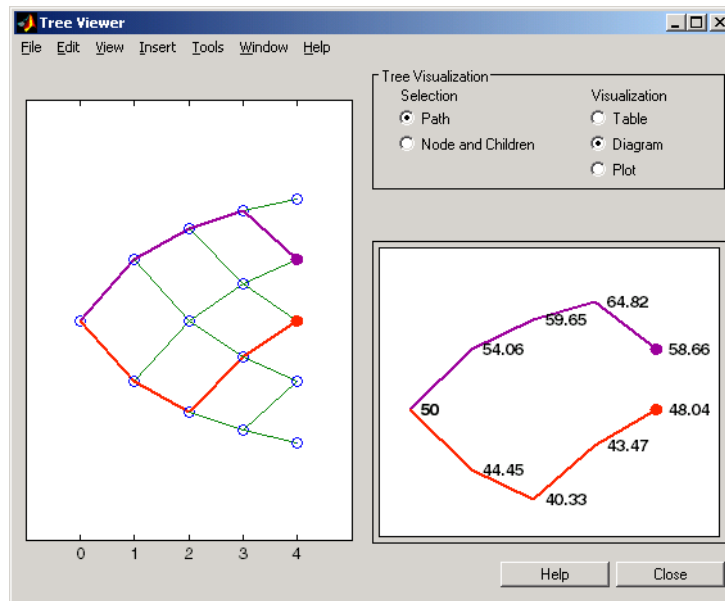 Tree Viewer
File Edit View Insert Tools Window Help
Tree Visualization
Selection
Visualization
Path
Table
Node and Children
Diagram
Plot
64.82
59.65
54.06
58.66
50
48.04
43.47
44.45
40.33
0 1 2 3 4
Help
Close